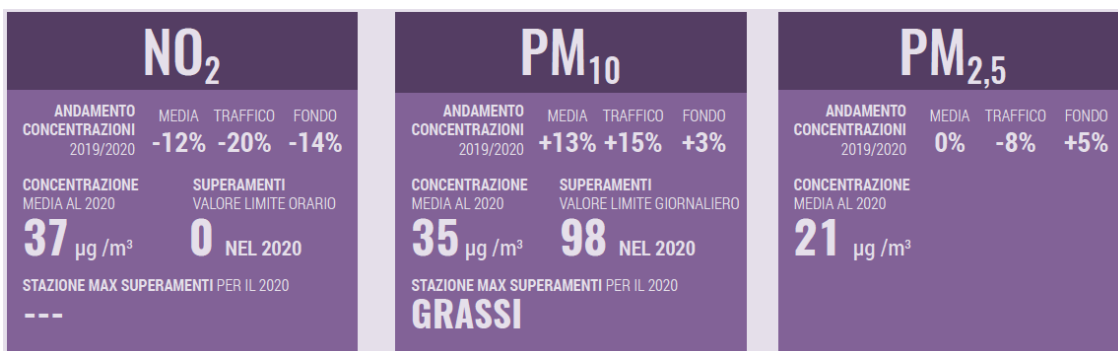 NO₂
ANDAMENTO CONCENTRAZIONI 2019/2020
MEDIA TRAFFICO FONDO
-12% -20% -14%
CONCENTRAZIONE MEDIA AL 2020
37 µg /m³
SUPERAMENTI VALORE LIMITE ORARIO
0 NEL 2020
STAZIONE MAX SUPERAMENTI PER IL 2020
---
PM₁₀
ANDAMENTO CONCENTRAZIONI 2019/2020
MEDIA TRAFFICO FONDO
+13% +15% +3%
CONCENTRAZIONE MEDIA AL 2020
35 µg /m³
SUPERAMENTI VALORE LIMITE GIORNALIERO
98 NEL 2020
STAZIONE MAX SUPERAMENTI PER IL 2020
GRASSI
PM₂,₅
ANDAMENTO CONCENTRAZIONI 2019/2020
MEDIA TRAFFICO FONDO
0% -8% +5%
CONCENTRAZIONE MEDIA AL 2020
21 µg /m³